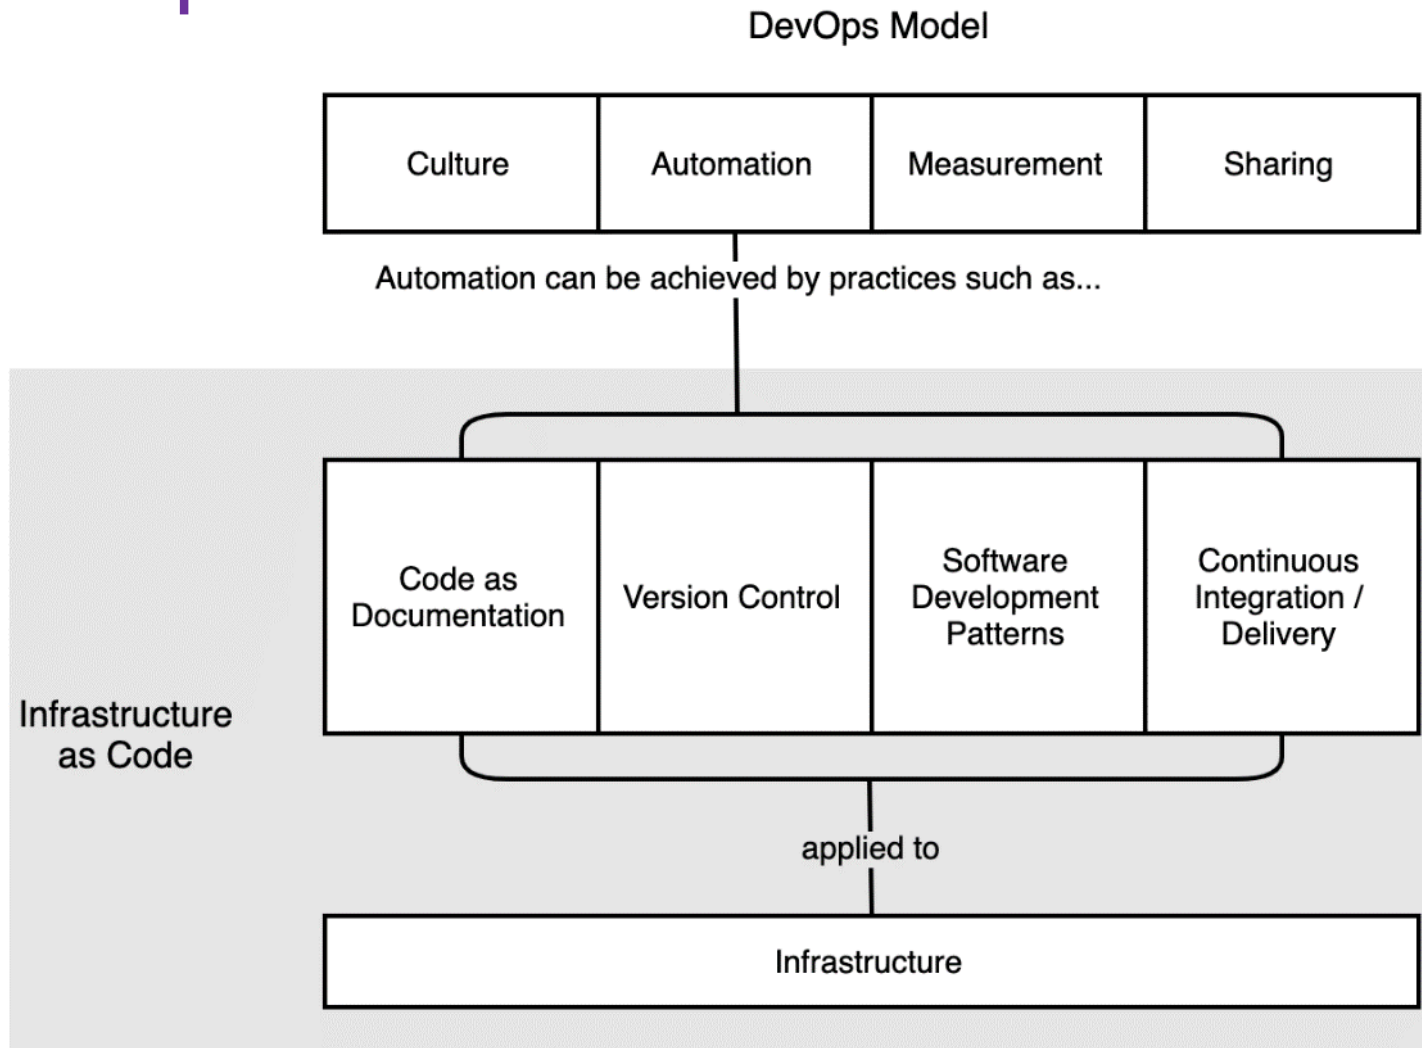 DevOps Model
Culture
Automation
Measurement
Sharing
Automation can be achieved by practices such as...
Code as
Documentation
Version Control
Software
Development
Patterns
Continuous
Integration /
Delivery
Infrastructure
as Code
applied to
Infrastructure